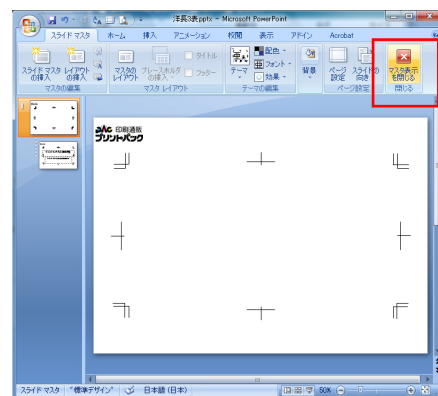 洋長3表.pptx - Microsoft PowerPoint
スライド マスタ ホーム 挿入 アニメーション 校閲 表示 アドイン Acrobat
スライド マスタの挿入
レイアウトの挿入
マスタのレイアウト
プレースホルダの挿入
タイトル
フッター
テーマ
配色
フォント
効果
背景
ページ設定
スライドの向き
マスタ表示を閉じる
マスタの編集 マスタ レイアウト テーマの編集 ページ設定 閉じる
1
印刷通販
プリントパック
スライド マスタ "標準デザイン" 日本語 (日本) 50%